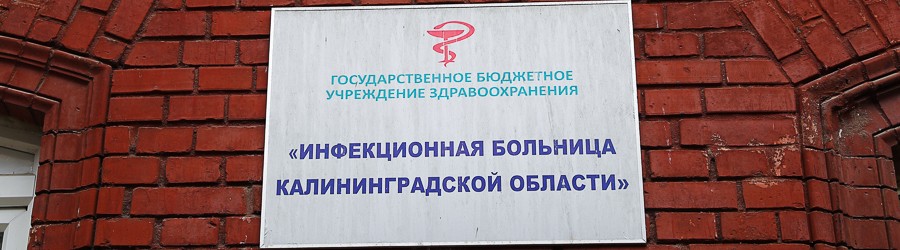 ГОСУДАРСТВЕННОЕ БЮДЖЕТНОЕ
УЧРЕЖДЕНИЕ ЗДРАВООХРАНЕНИЯ
«ИНФЕКЦИОННАЯ БОЛЬНИЦА
КАЛИНИНГРАДСКОЙ ОБЛАСТИ»